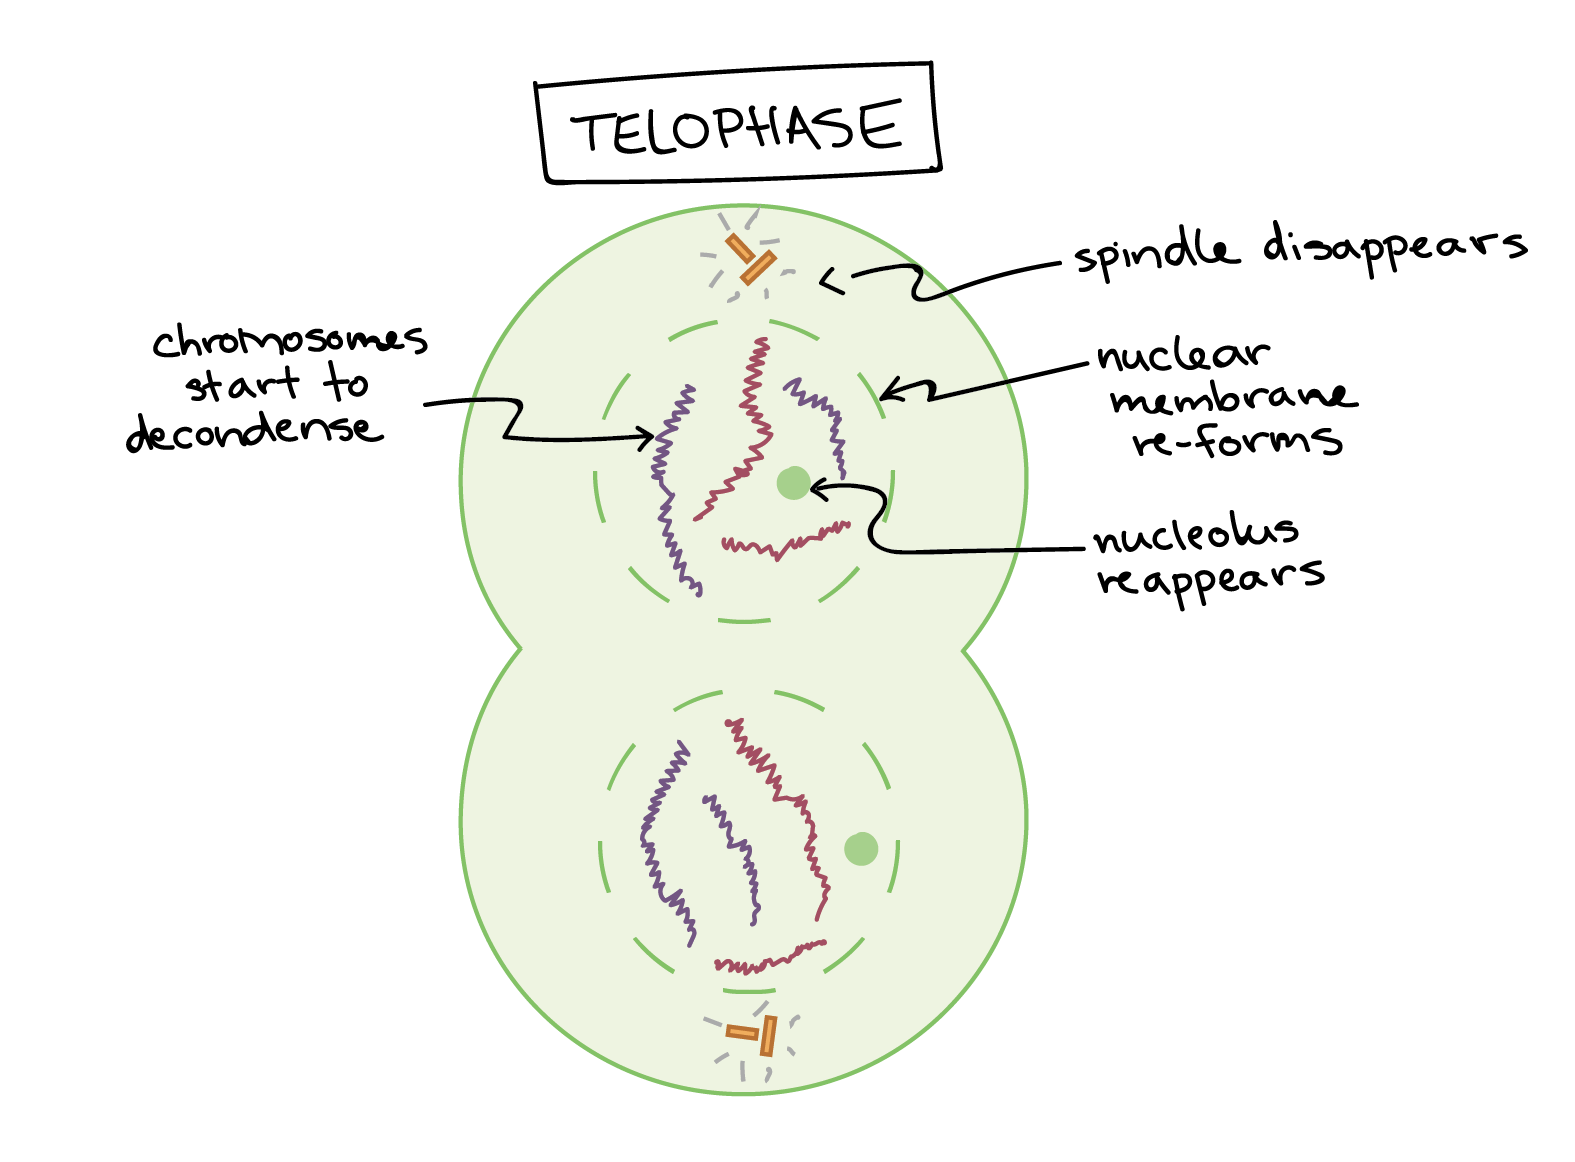 TELOPHASE
spindle disappears
chromosomes
start to
decondense
nuclear
membrane
re-forms
nucleolus
reappears